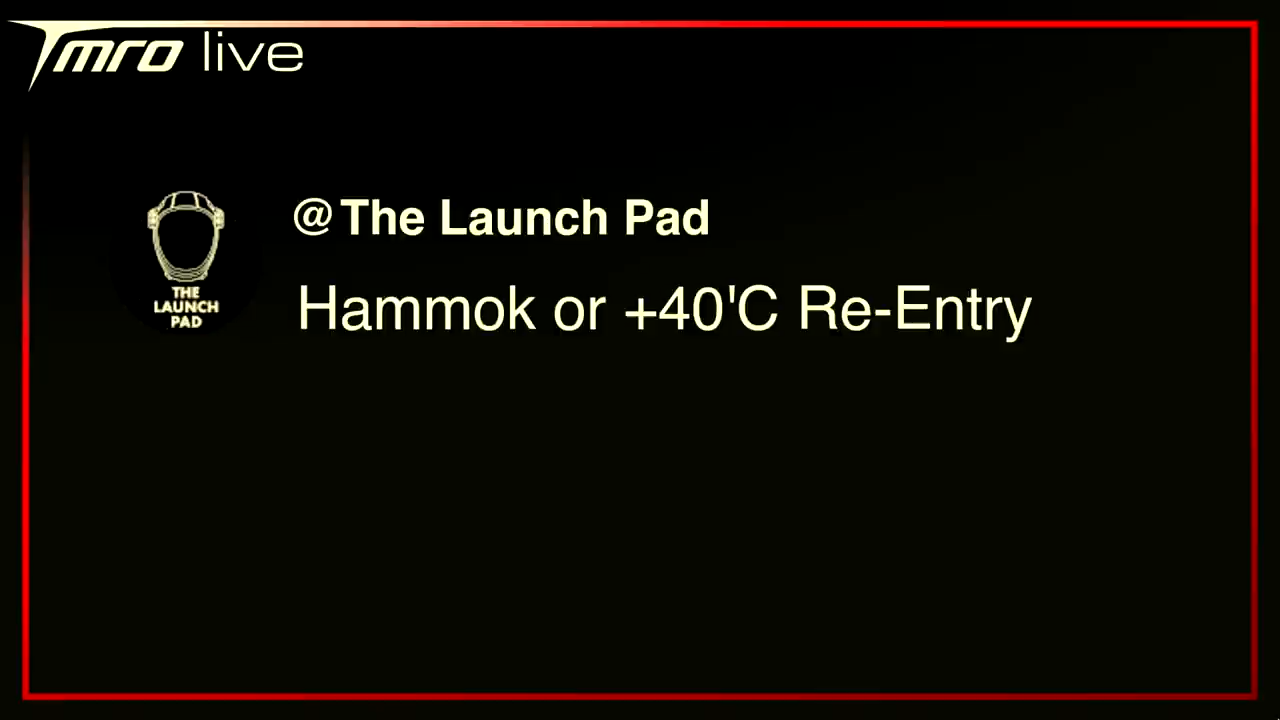 Tmro live
@The Launch Pad
Hammok or +40'C Re-Entry
THE
LAUNCH
PAD